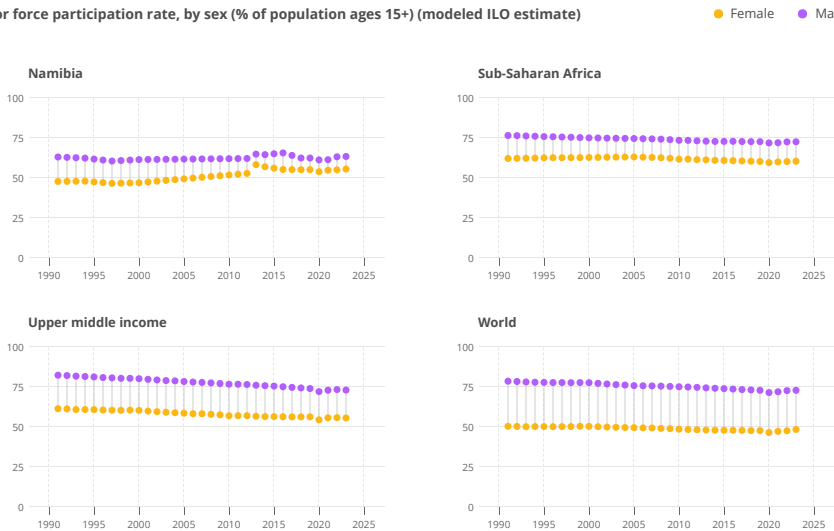 or force participation rate, by sex (% of population ages 15+) (modeled ILO estimate)
Female
Ma
Namibia
100
75
50
25
0
1990 1995 2000 2005 2010 2015 2020 2025
Sub-Saharan Africa
100
75
50
25
0
1990 1995 2000 2005 2010 2015 2020 2025
Upper middle income
100
75
50
25
0
1990 1995 2000 2005 2010 2015 2020 2025
World
100
75
50
25
0
1990 1995 2000 2005 2010 2015 2020 2025